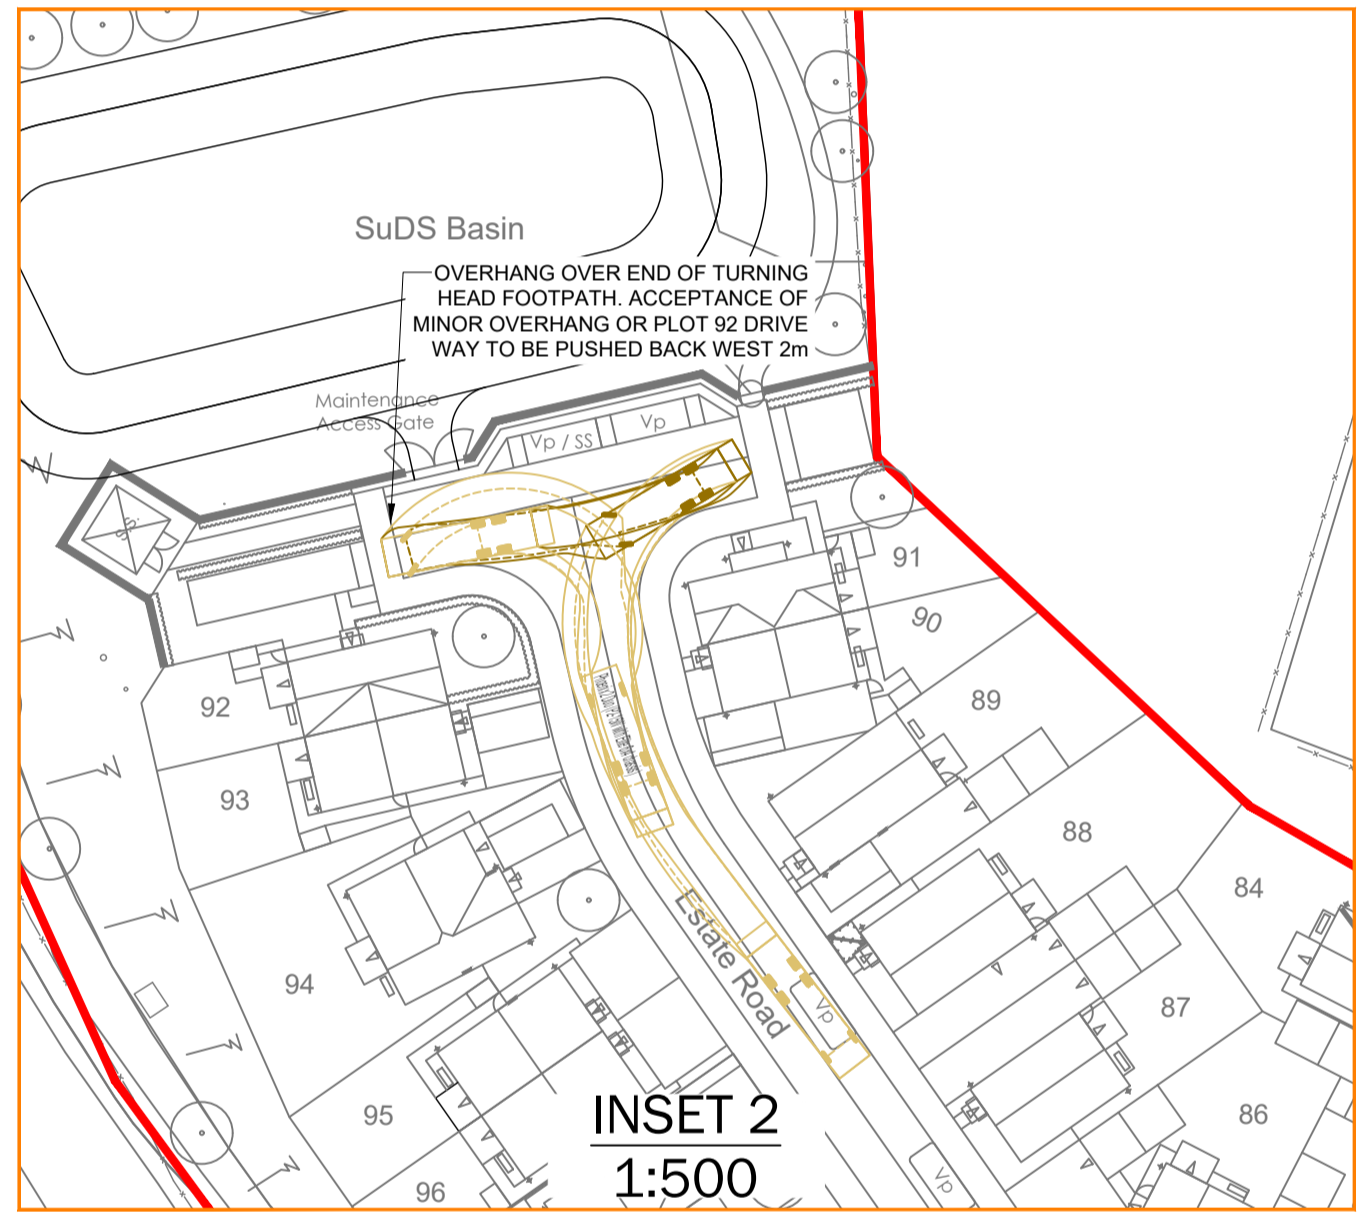 SuDS Basin
OVERHANG OVER END OF TURNING
HEAD FOOTPATH. ACCEPTANCE OF
MINOR OVERHANG OR PLOT 92 DRIVE
WAY TO BE PUSHED BACK WEST 2m
Maintenance
Access Gate
Vp / SS
Vp
S/S.
91
90
92
89
93
88
84
94
Estate Road
Vp
87
95
86
96
Vp
INSET 2
1:500